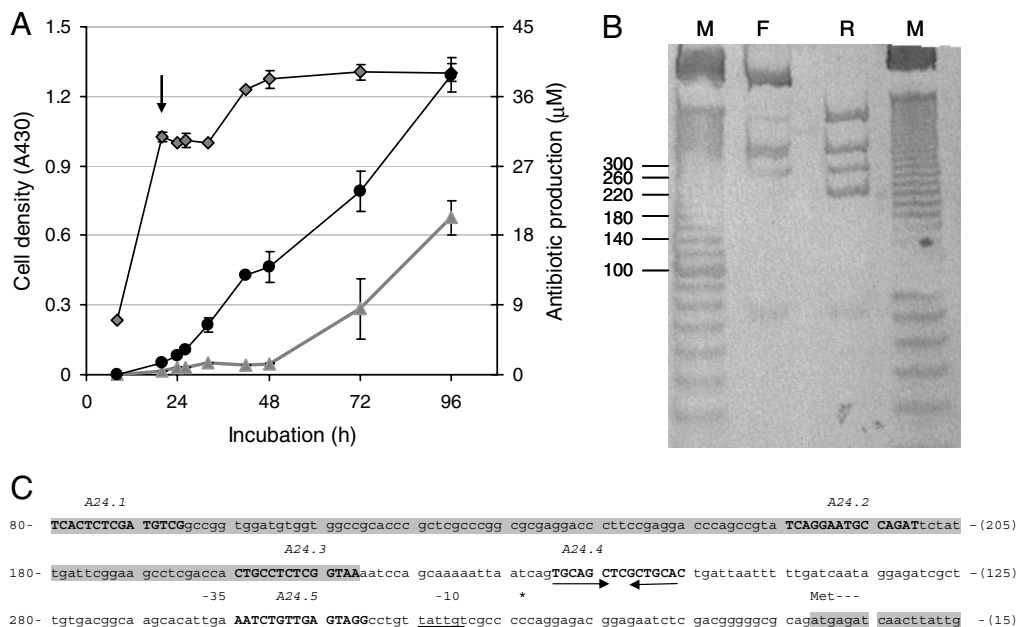 A
1.5
1.2
0.9
0.6
0.3
0
45
36
27
18
9
0
0 24 48 72 96
Cell density (A430)
Antibiotic production (µM)
Incubation (h)
B
M F R M
300
260
220
180
140
100
C
A24.1 A24.2
80- TCACTCTCGA TGTCGgccgg tggatgtggt ggccgcaccc gctcgcccgg cgcgaggacc cttccgagga cccagccgta TCAGGAATGC CAGATtctat -(205)
A24.3 A24.4
180- tgattcggaa gcctcgacca CTGCCTCTCG GTAAaatcca gcaaaaatta atcagTGCAG CTCGCTGCAC tgattaattt ttgatcaata ggagatcgct -(125)
-35 A24.5 -10 * Met---
280- tgtgacggca agcacattga AATCTGTTGA GTAGGcctgt tattgtcgcc cccaggagac ggagaatctc gacgggggcg cagatgagat caacttattg -(15)